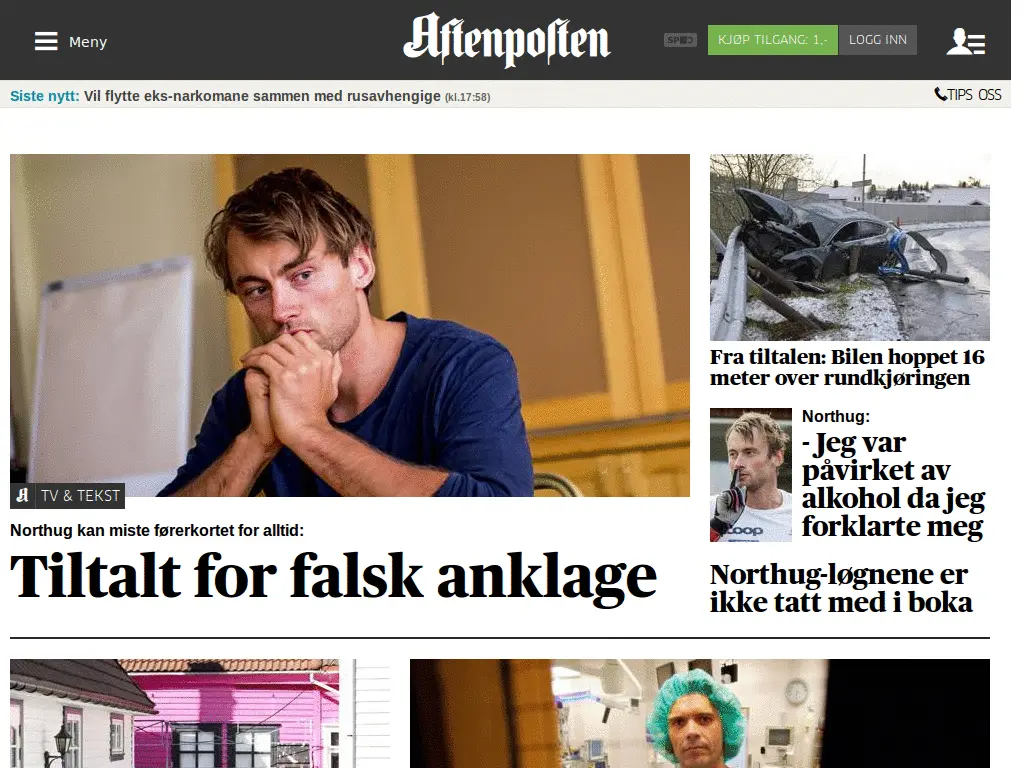 Meny
Aftenposten
SPID
KJØP TILGANG: 1,-
LOGG INN
Siste nytt: Vil flytte eks-narkomane sammen med rusavhengige (kl.17:58)
TIPS OSS
A TV & TEKST
Northug kan miste førerkortet for alltid:
Tiltalt for falsk anklage
Fra tiltalen: Bilen hoppet 16
meter over rundkjøringen
coop
Northug:
- Jeg var
påvirket av
alkohol da jeg
forklarte meg
Northug-løgnene er
ikke tatt med i boka